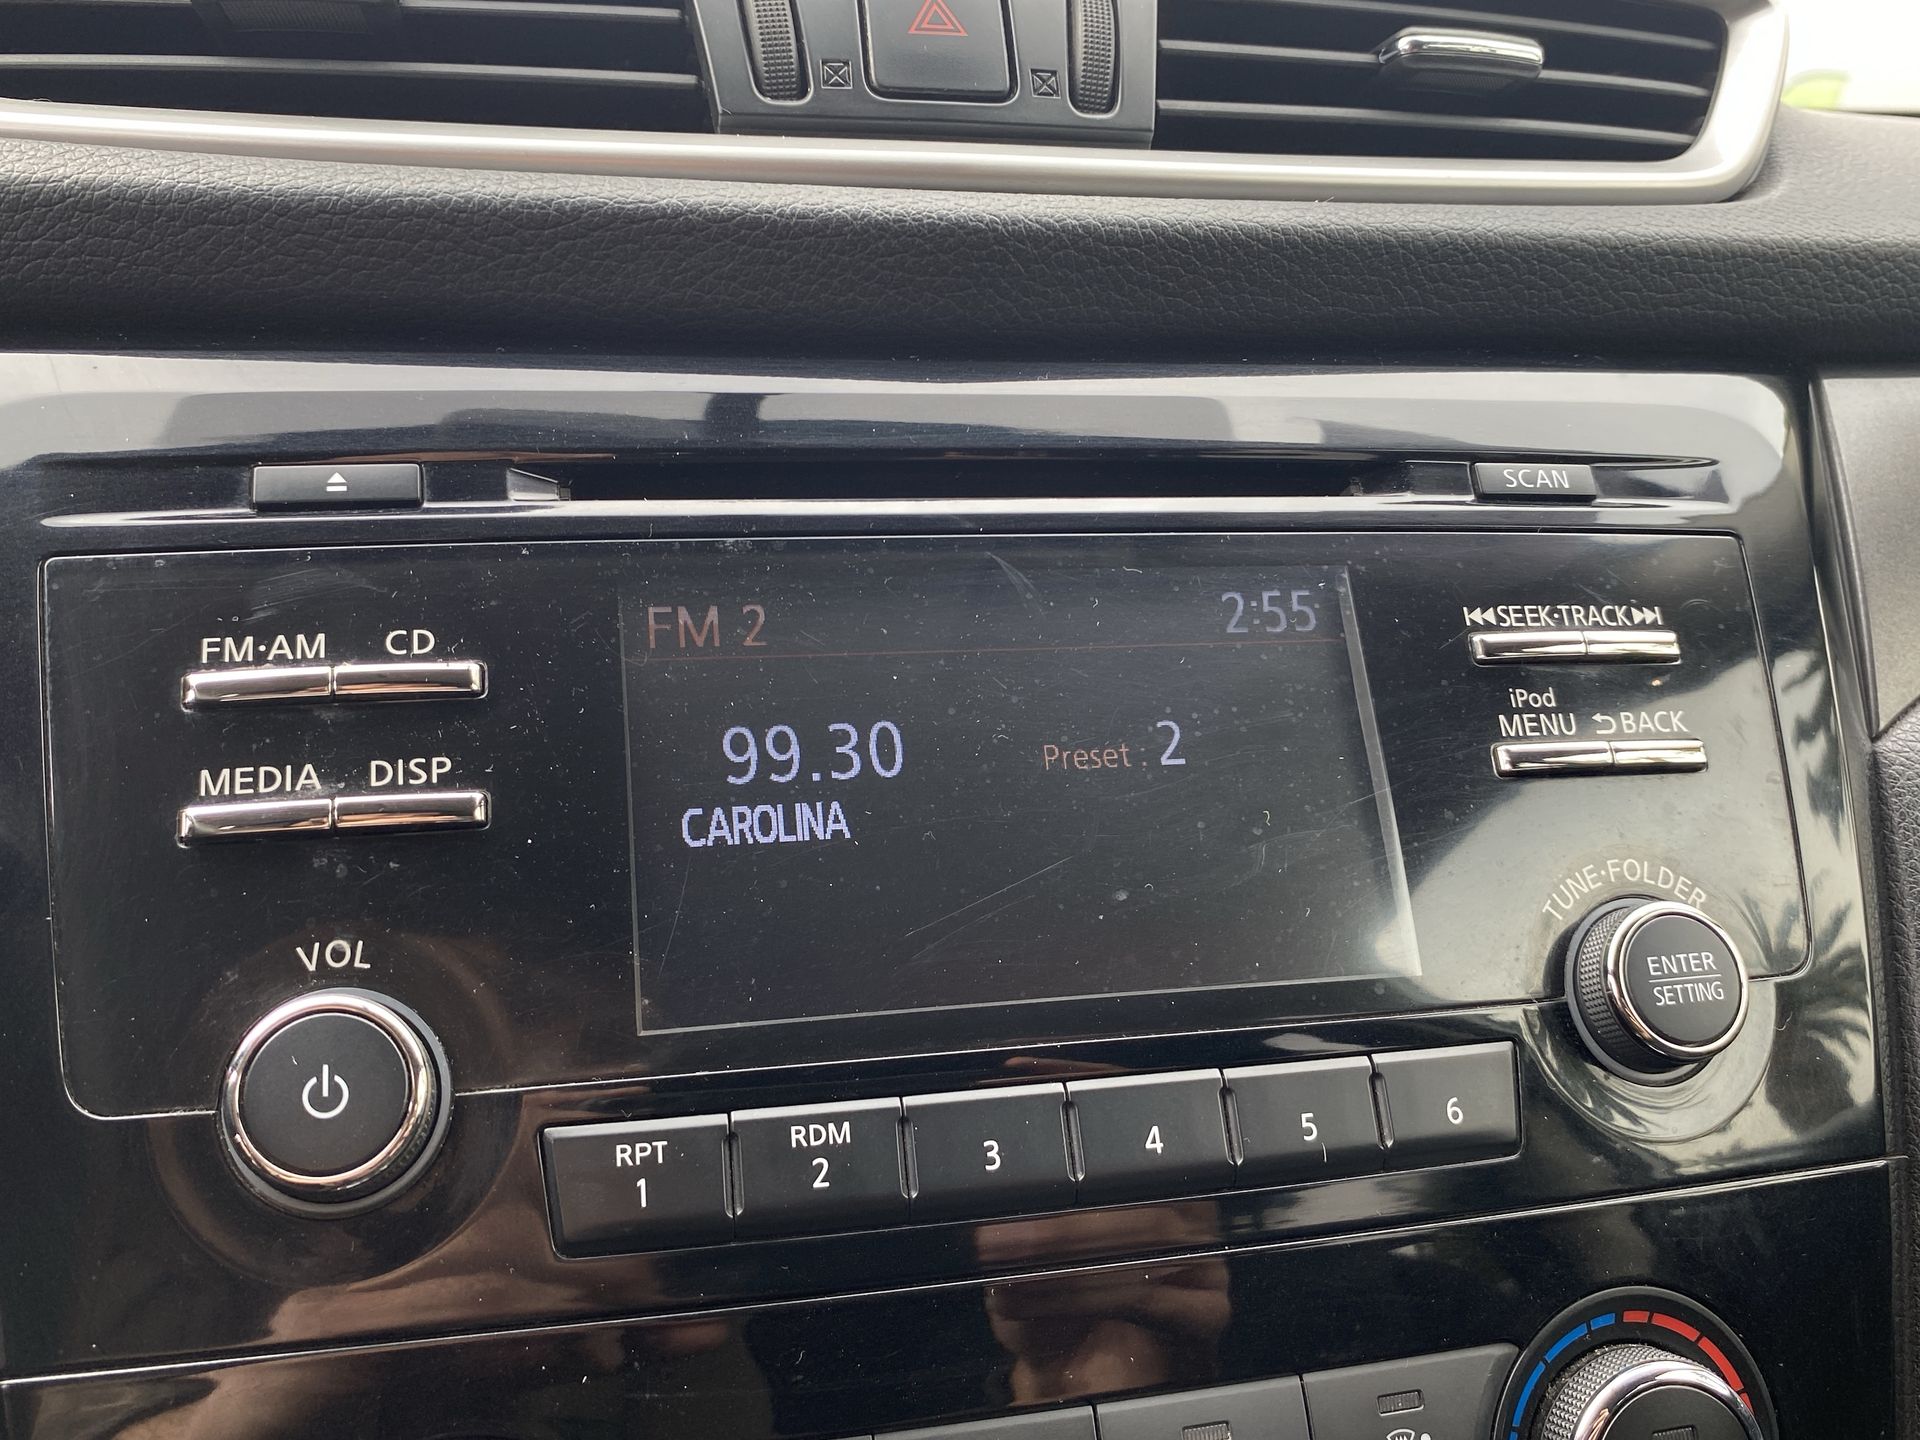 SCAN
FM 2 2:55
FM·AM CD
SEEK·TRACK
iPod
MENU BACK
99.30 Preset : 2
MEDIA DISP
CAROLINA
TUNE·FOLDER
VOL
ENTER
SETTING
RPT
1
RDM
2
3
4
5
6